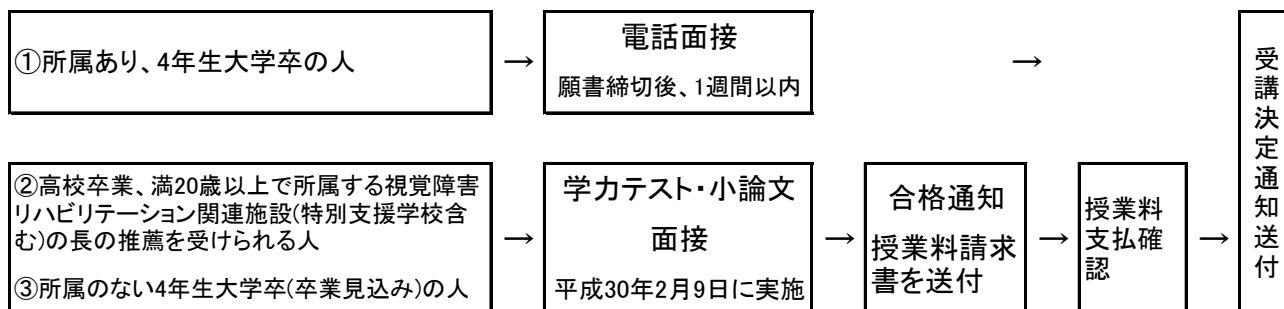 ①所属あり、4年生大学卒の人
→
電話面接
願書締切後、1週間以内
→
②高校卒業、満20歳以上で所属する視覚障害
リハビリテーション関連施設(特別支援学校含
む)の長の推薦を受けられる人
③所属のない4年生大学卒(卒業見込み)の人
→
学力テスト・小論文
面接
平成30年2月9日に実施
→
合格通知
授業料請求
書を送付
→
授業料
支払確
認
→
受講決定通知送付